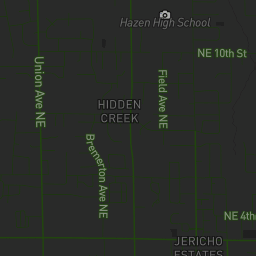 Hazen High School
NE 10th St
Union Ave NE
Field Ave NE
HIDDEN
CREEK
Bremerton Ave NE
NE 4th
JERICHO
ESTATES